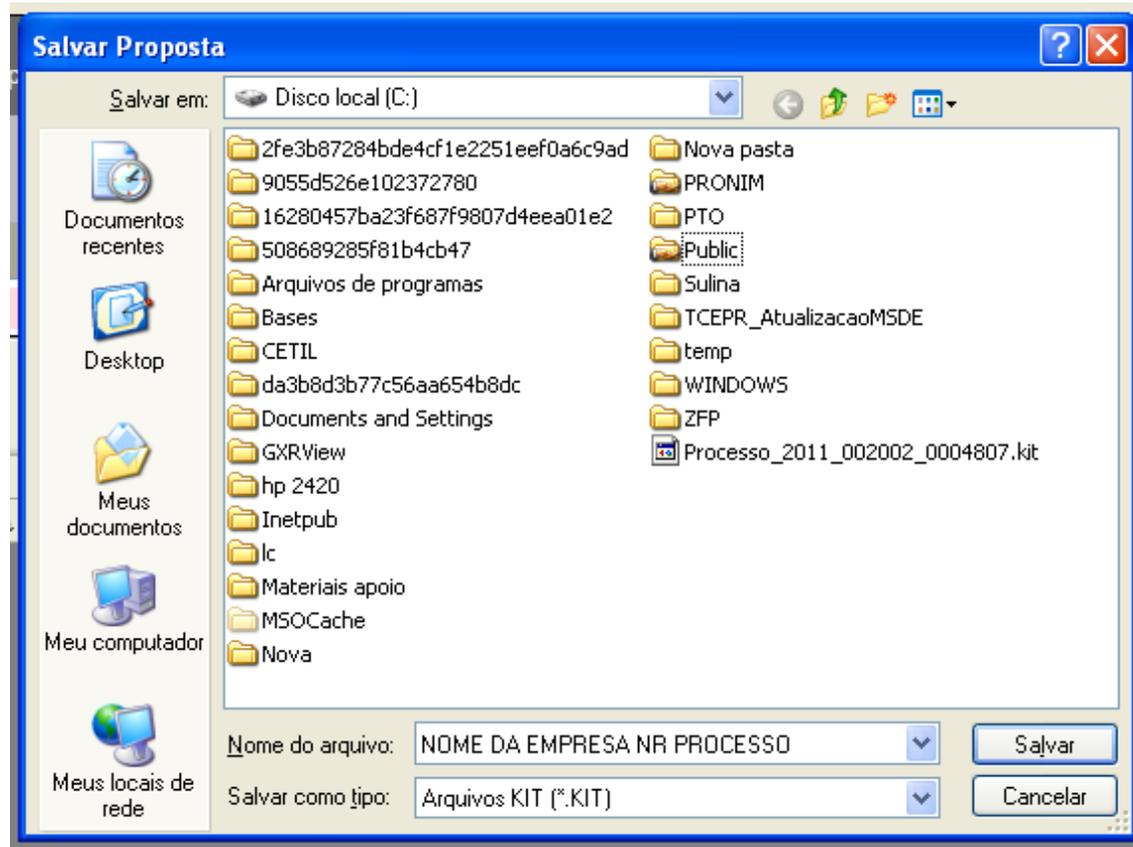 Salvar Proposta
Salvar em:
Disco local (C:)
Documentos
recentes
Desktop
Meus
documentos
Meu computador
Meus locais de
rede
2fe3b87284bde4cf1e2251eef0a6c9ad
9055d526e102372780
16280457ba23f687f9807d4eea01e2
508689285f81b4cb47
Arquivos de programas
Bases
CETIL
da3b8d3b77c56aa654b8dc
Documents and Settings
GXRView
hp 2420
Inetpub
lc
Materiais apoio
MSOCache
Nova
Nova pasta
PRONIM
PTO
Public
Sulina
TCEPR_AtualizacaoMSDE
temp
WINDOWS
ZFP
Processo_2011_002002_0004807.kit
Nome do arquivo:
NOME DA EMPRESA NR PROCESSO
Salvar
Salvar como tipo:
Arquivos KIT (*.KIT)
Cancelar